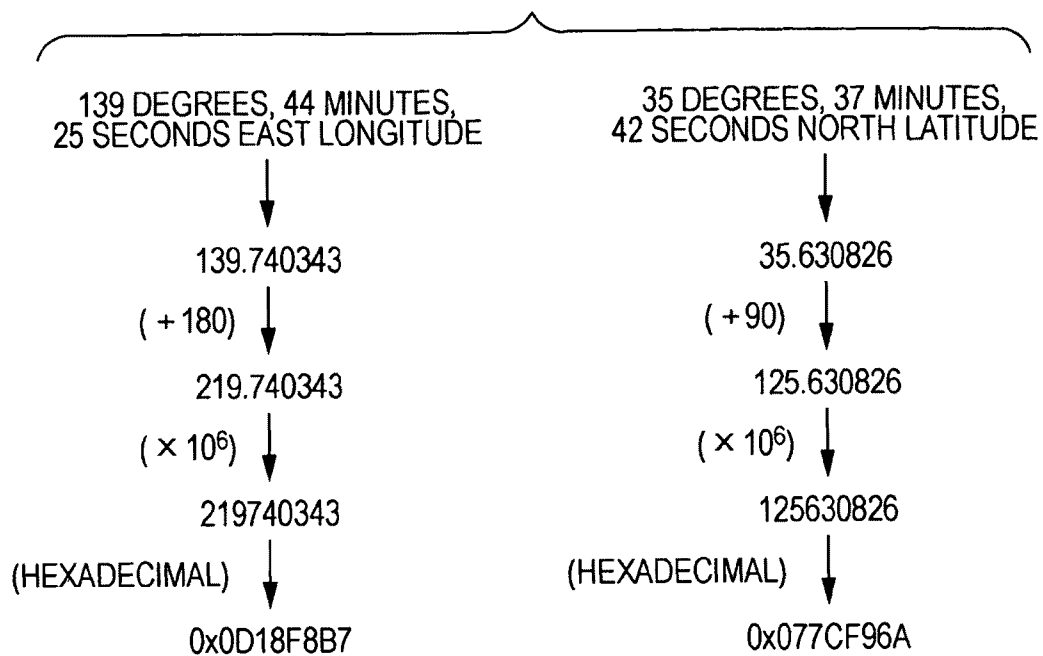 139 DEGREES, 44 MINUTES,
25 SECONDS EAST LONGITUDE
139.740343
( +180)
219.740343
( × 10⁶)
219740343
(HEXADECIMAL)
0x0D18F8B7
35 DEGREES, 37 MINUTES,
42 SECONDS NORTH LATITUDE
35.630826
( +90)
125.630826
( × 10⁶)
125630826
(HEXADECIMAL)
0x077CF96A